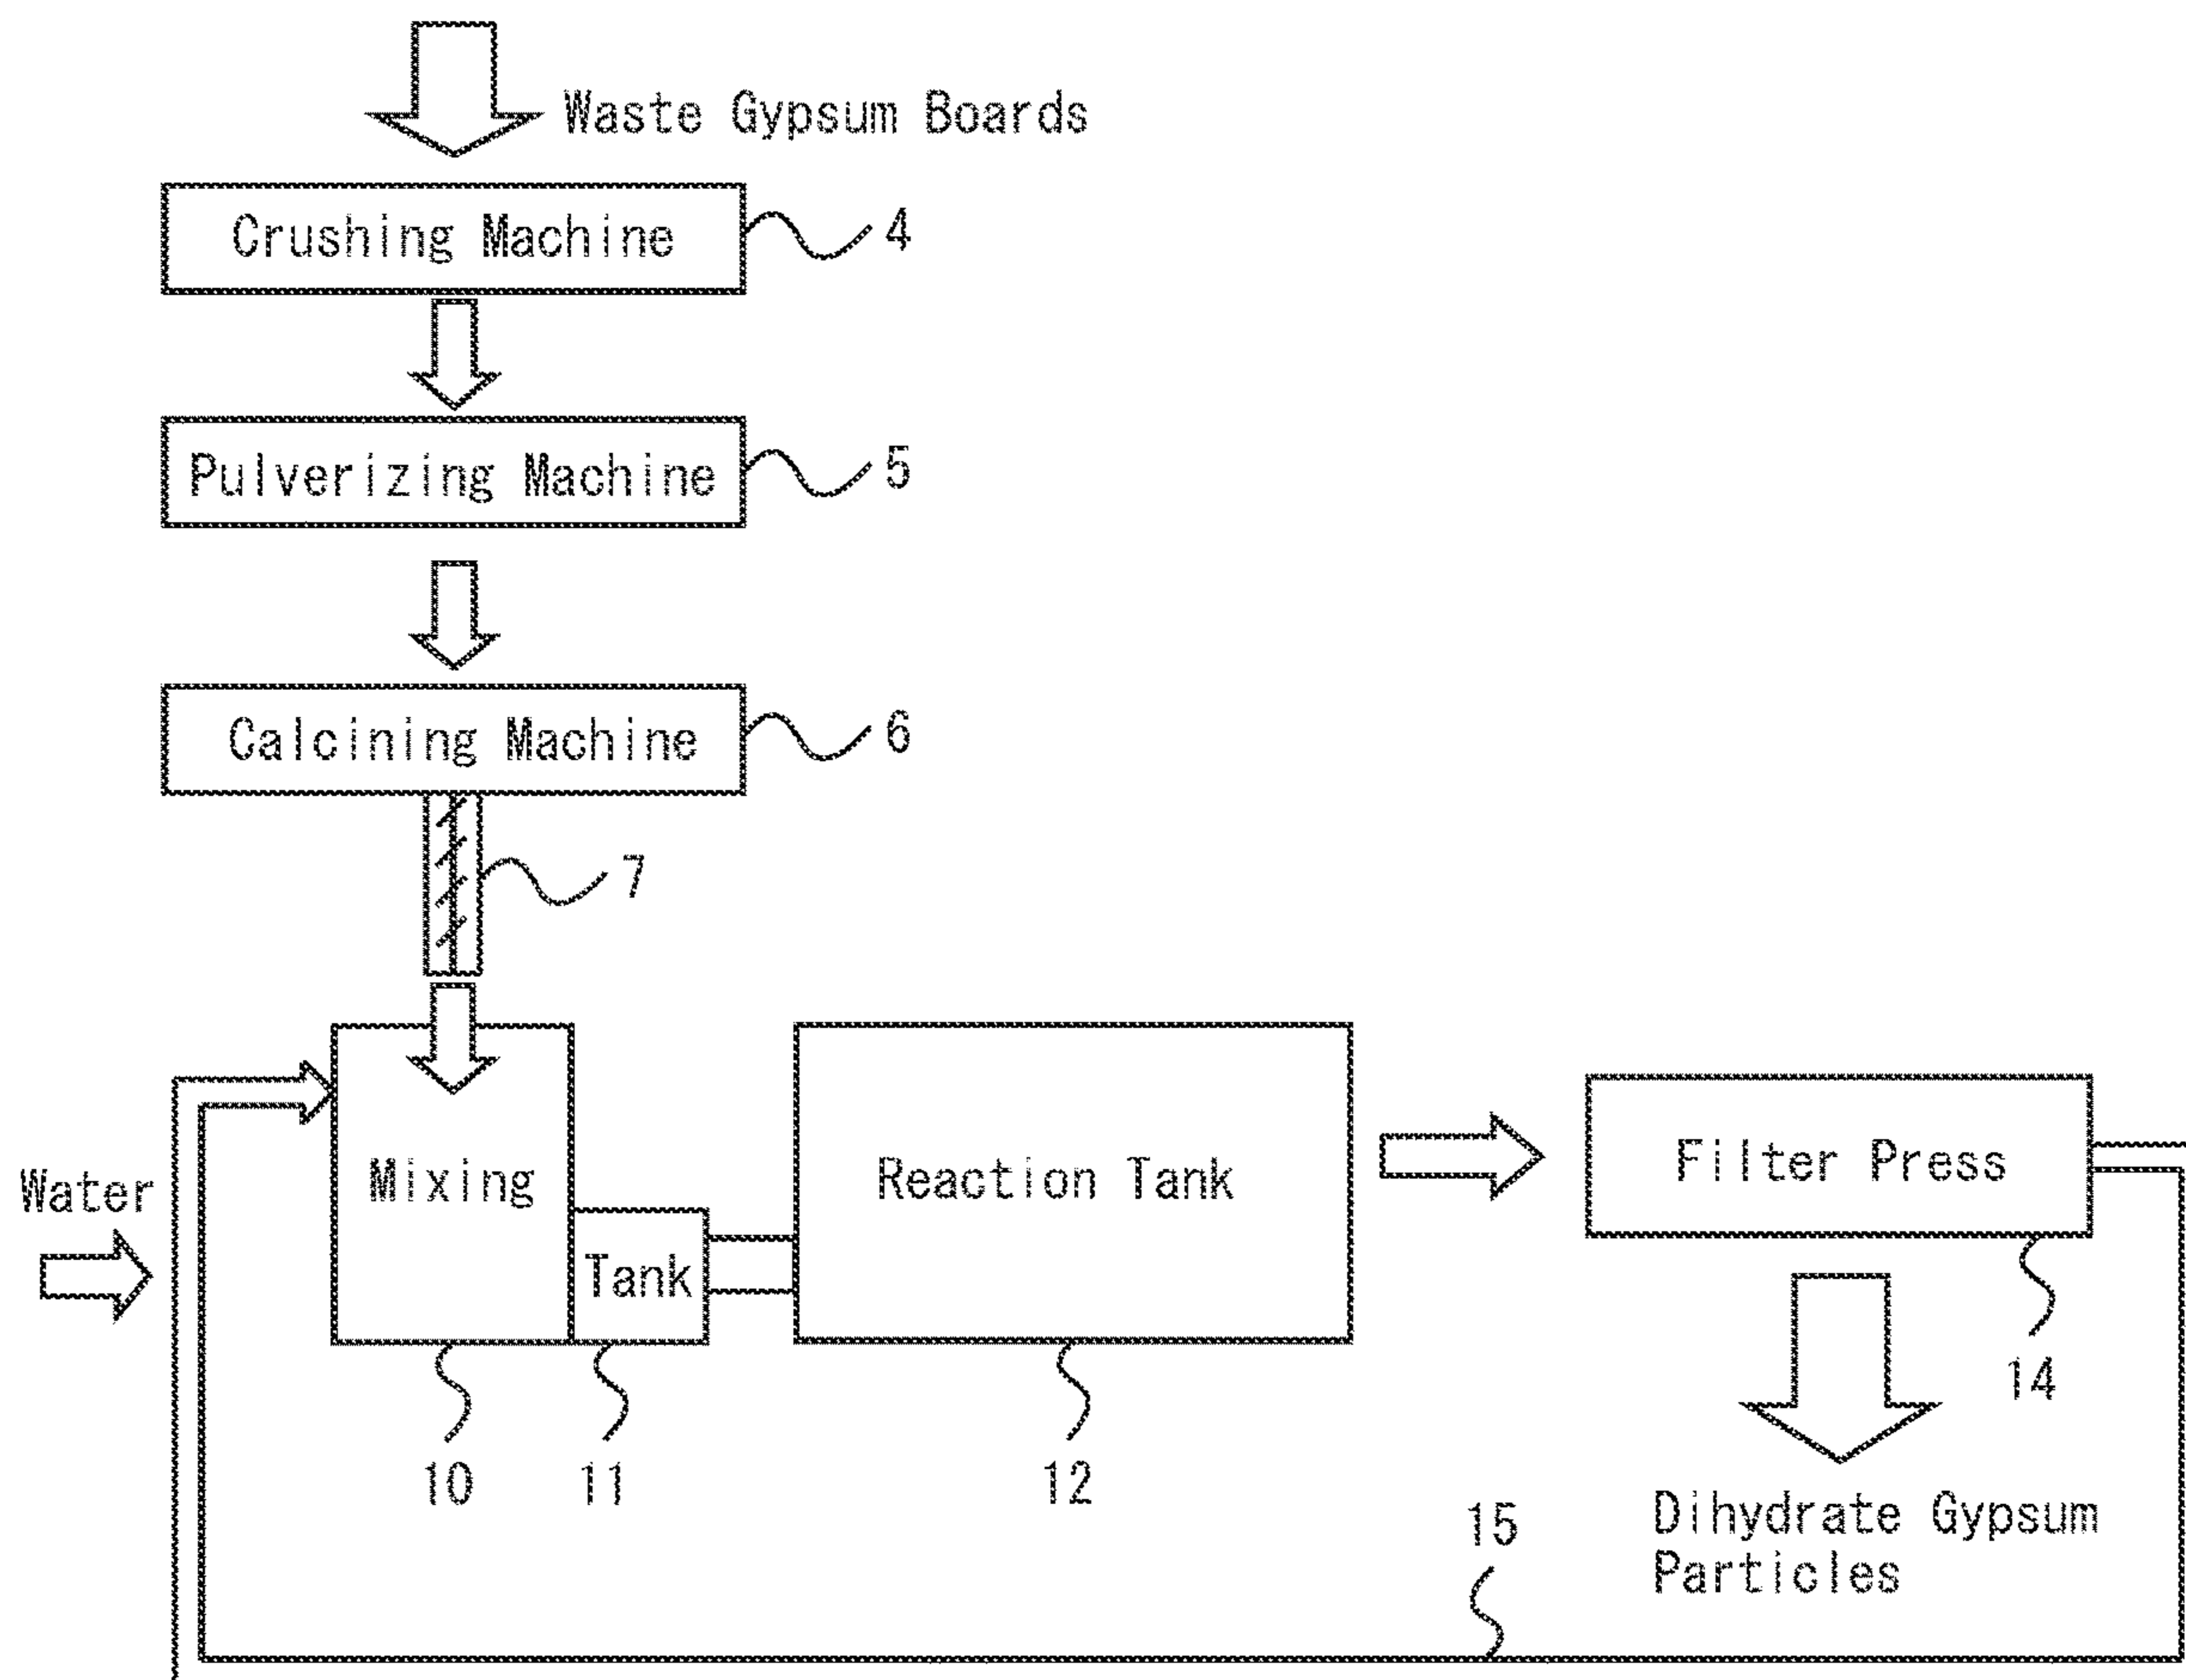 Waste Gypsum Boards
Crushing Machine
4
Pulverizing Machine
5
Calcining Machine
6
7
Water
Mixing
Tank
Reaction Tank
Filter Press
10
11
12
14
15
Dihydrate Gypsum
Particles